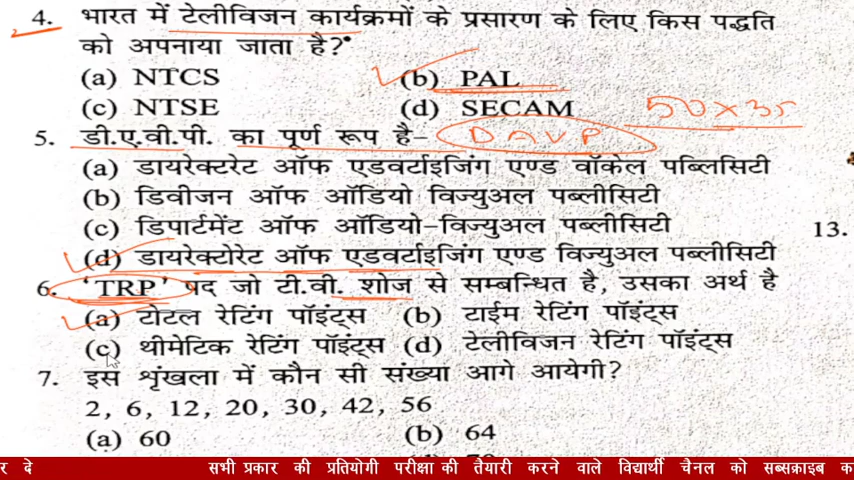 4. भारत में टेलीविजन कार्यक्रमों के प्रसारण के लिए किस पद्धति
को अपनाया जाता है?
(a) NTCS (b) PAL
(c) NTSE (d) SECAM
50 x 35
5. डी.ए.वी.पी. का पूर्ण रूप है- DAVP
(a) डायरेक्टरेट ऑफ एडवर्टाइजिंग एण्ड वॉकेल पब्लिसिटी
(b) डिवीजन ऑफ ऑडियो विज्युअल पब्लीसिटी
(c) डिपार्टमेंट ऑफ ऑडियो-विज्युअल पब्लीसिटी
13.
(d) डायरेक्टोरेट ऑफ एडवर्टाइजिंग एण्ड विज्युअल पब्लीसिटी
6. 'TRP' पद जो टी.वी. शोज से सम्बन्धित है, उसका अर्थ है
(a) टोटल रेटिंग पॉइंट्स (b) टाईम रेटिंग पॉइंट्स
(c) थीमेटिक रेटिंग पॉइंट्स (d) टेलीविजन रेटिंग पॉइंट्स
7. इस शृंखला में कौन सी संख्या आगे आयेगी?
2, 6, 12, 20, 30, 42, 56
(a) 60 (b) 64
र दे सभी प्रकार की प्रतियोगी परीक्षा की तैयारी करने वाले विद्यार्थी चैनल को सब्सक्राइब क